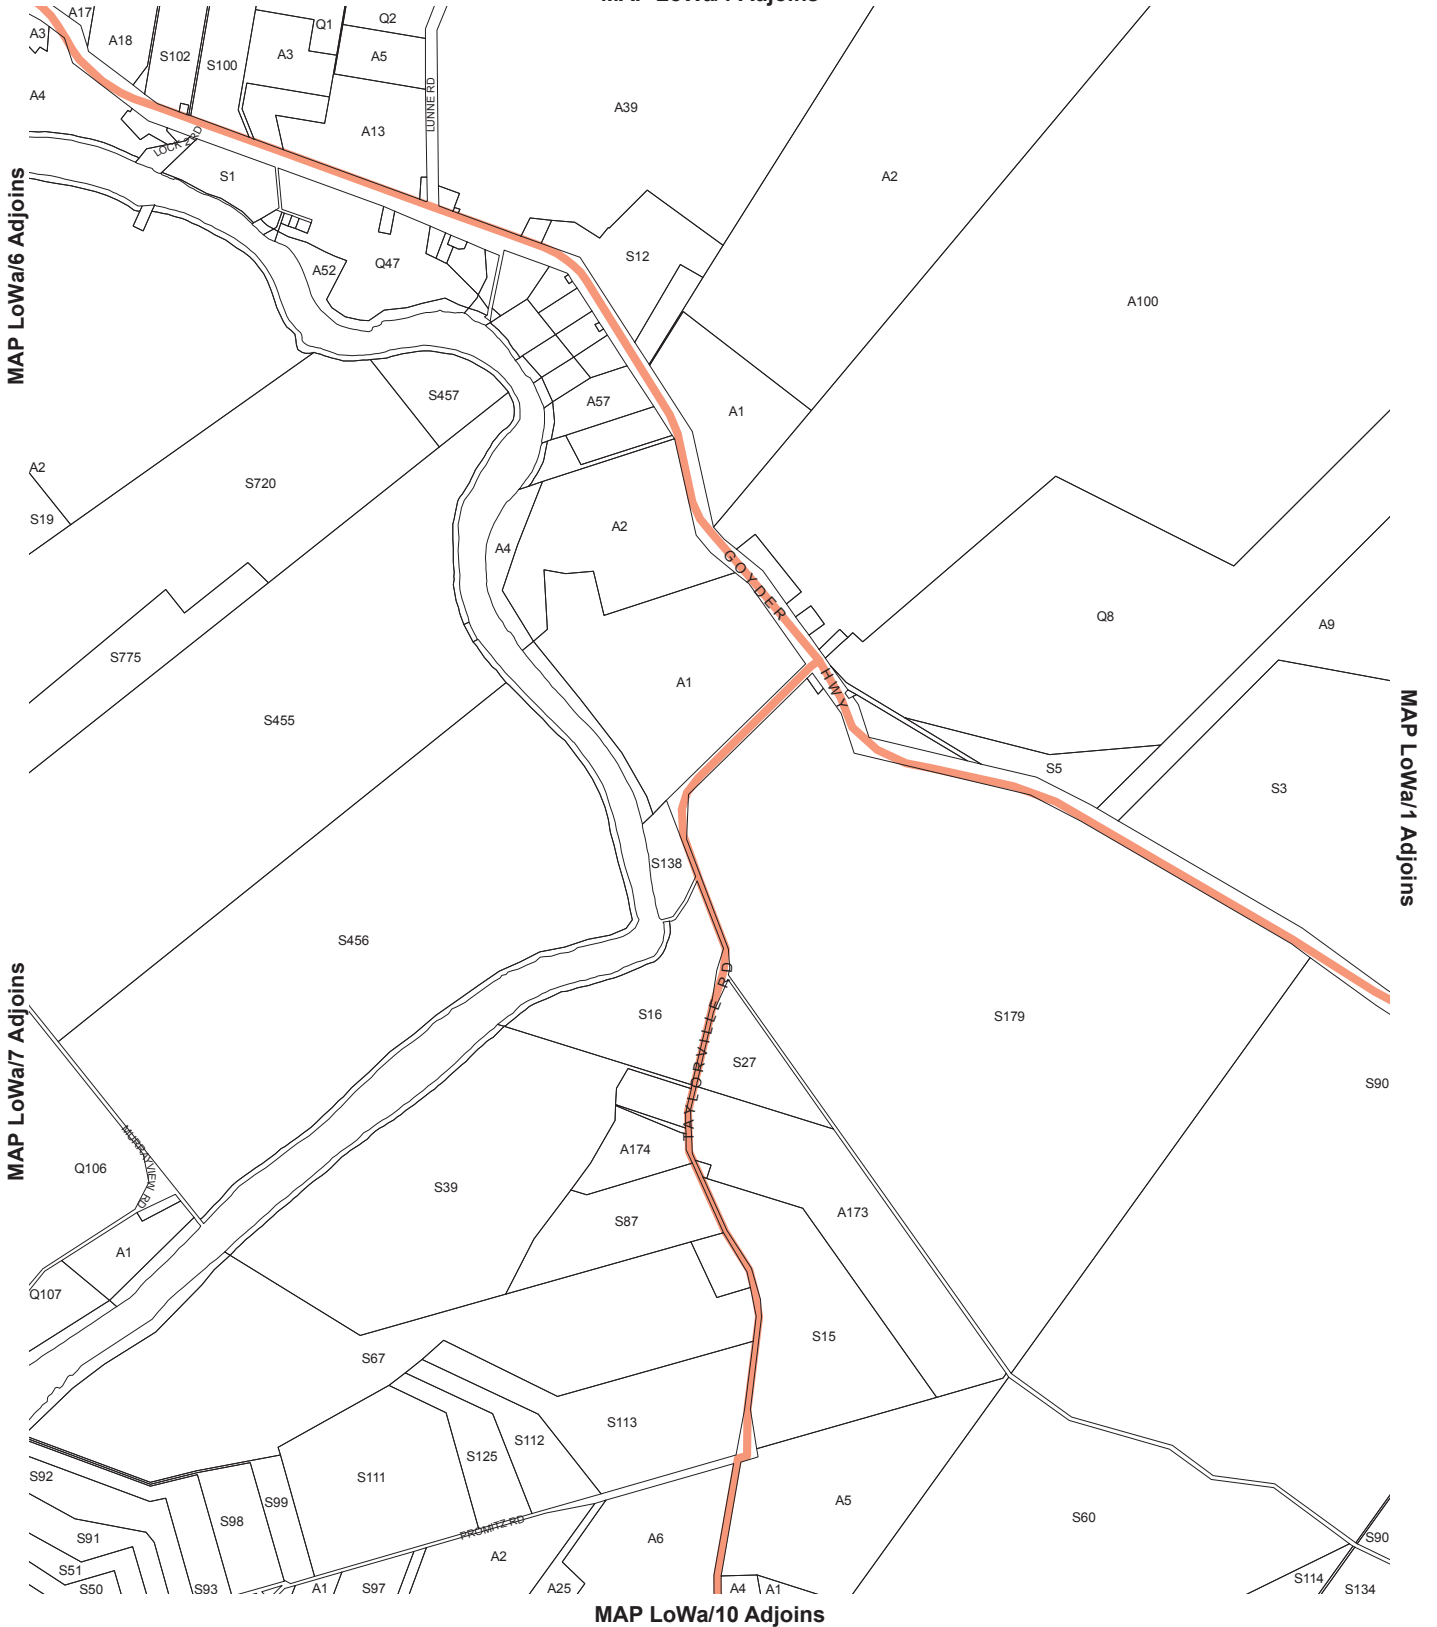 A17
Q1
Q2
A3
A18
S102
S100
A3
A5
A4
LUNNE RD
A39
A13
LOCK 2 RD
S1
A2
MAP LoWa/6 Adjoins
A52
Q47
S12
A100
S457
A57
A1
A2
S720
S19
A2
A4
GOYDER HWY
Q8
A9
S775
A1
S455
S5
S3
MAP LoWa/1 Adjoins
S138
S456
MAP LoWa/7 Adjoins
TAYLORVILLE RD
S16
S179
S27
S90
MURRAYVIEW RD
Q106
A174
S39
A173
S87
A1
Q107
S15
S67
S113
S112
S125
S92
S111
S99
S98
A5
S60
PROMITZ RD
S91
A6
S90
A2
S51
S50
S93
A1
S97
A25
A4
A1
S114
S134
MAP LoWa/10 Adjoins